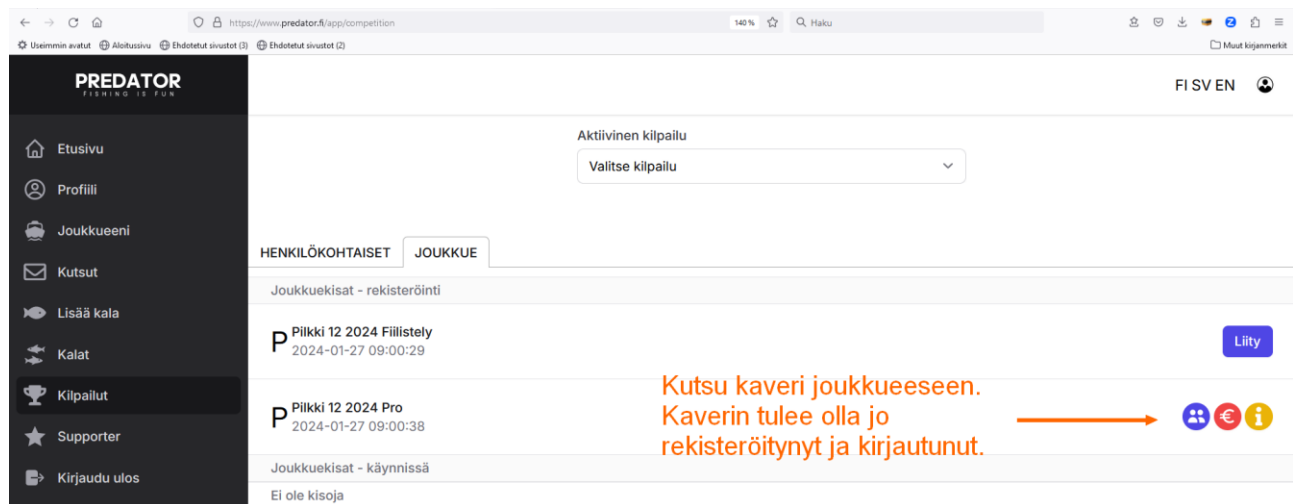 https://www.predator.fi/app/competition
140 %
Haku
Useimmin avatut
Aloitussivu
Ehdotetut sivustot (3)
Ehdotetut sivustot (2)
Muut kirjanmerkit
PREDATOR
FISHING IS FUN
FI SV EN
Etusivu
Profiili
Joukkueeni
Kutsut
Lisää kala
Kalat
Kilpailut
Supporter
Kirjaudu ulos
Aktiivinen kilpailu
Valitse kilpailu
HENKILÖKOHTAISET
JOUKKUE
Joukkuekisat - rekisteröinti
P
Pilkki 12 2024 Fiilistely
2024-01-27 09:00:29
Liity
P
Pilkki 12 2024 Pro
2024-01-27 09:00:38
Kutsu kaveri joukkueeseen.
Kaverin tulee olla jo
rekisteröitynyt ja kirjautunut.
€
i
Joukkuekisat - käynnissä
Ei ole kisoja